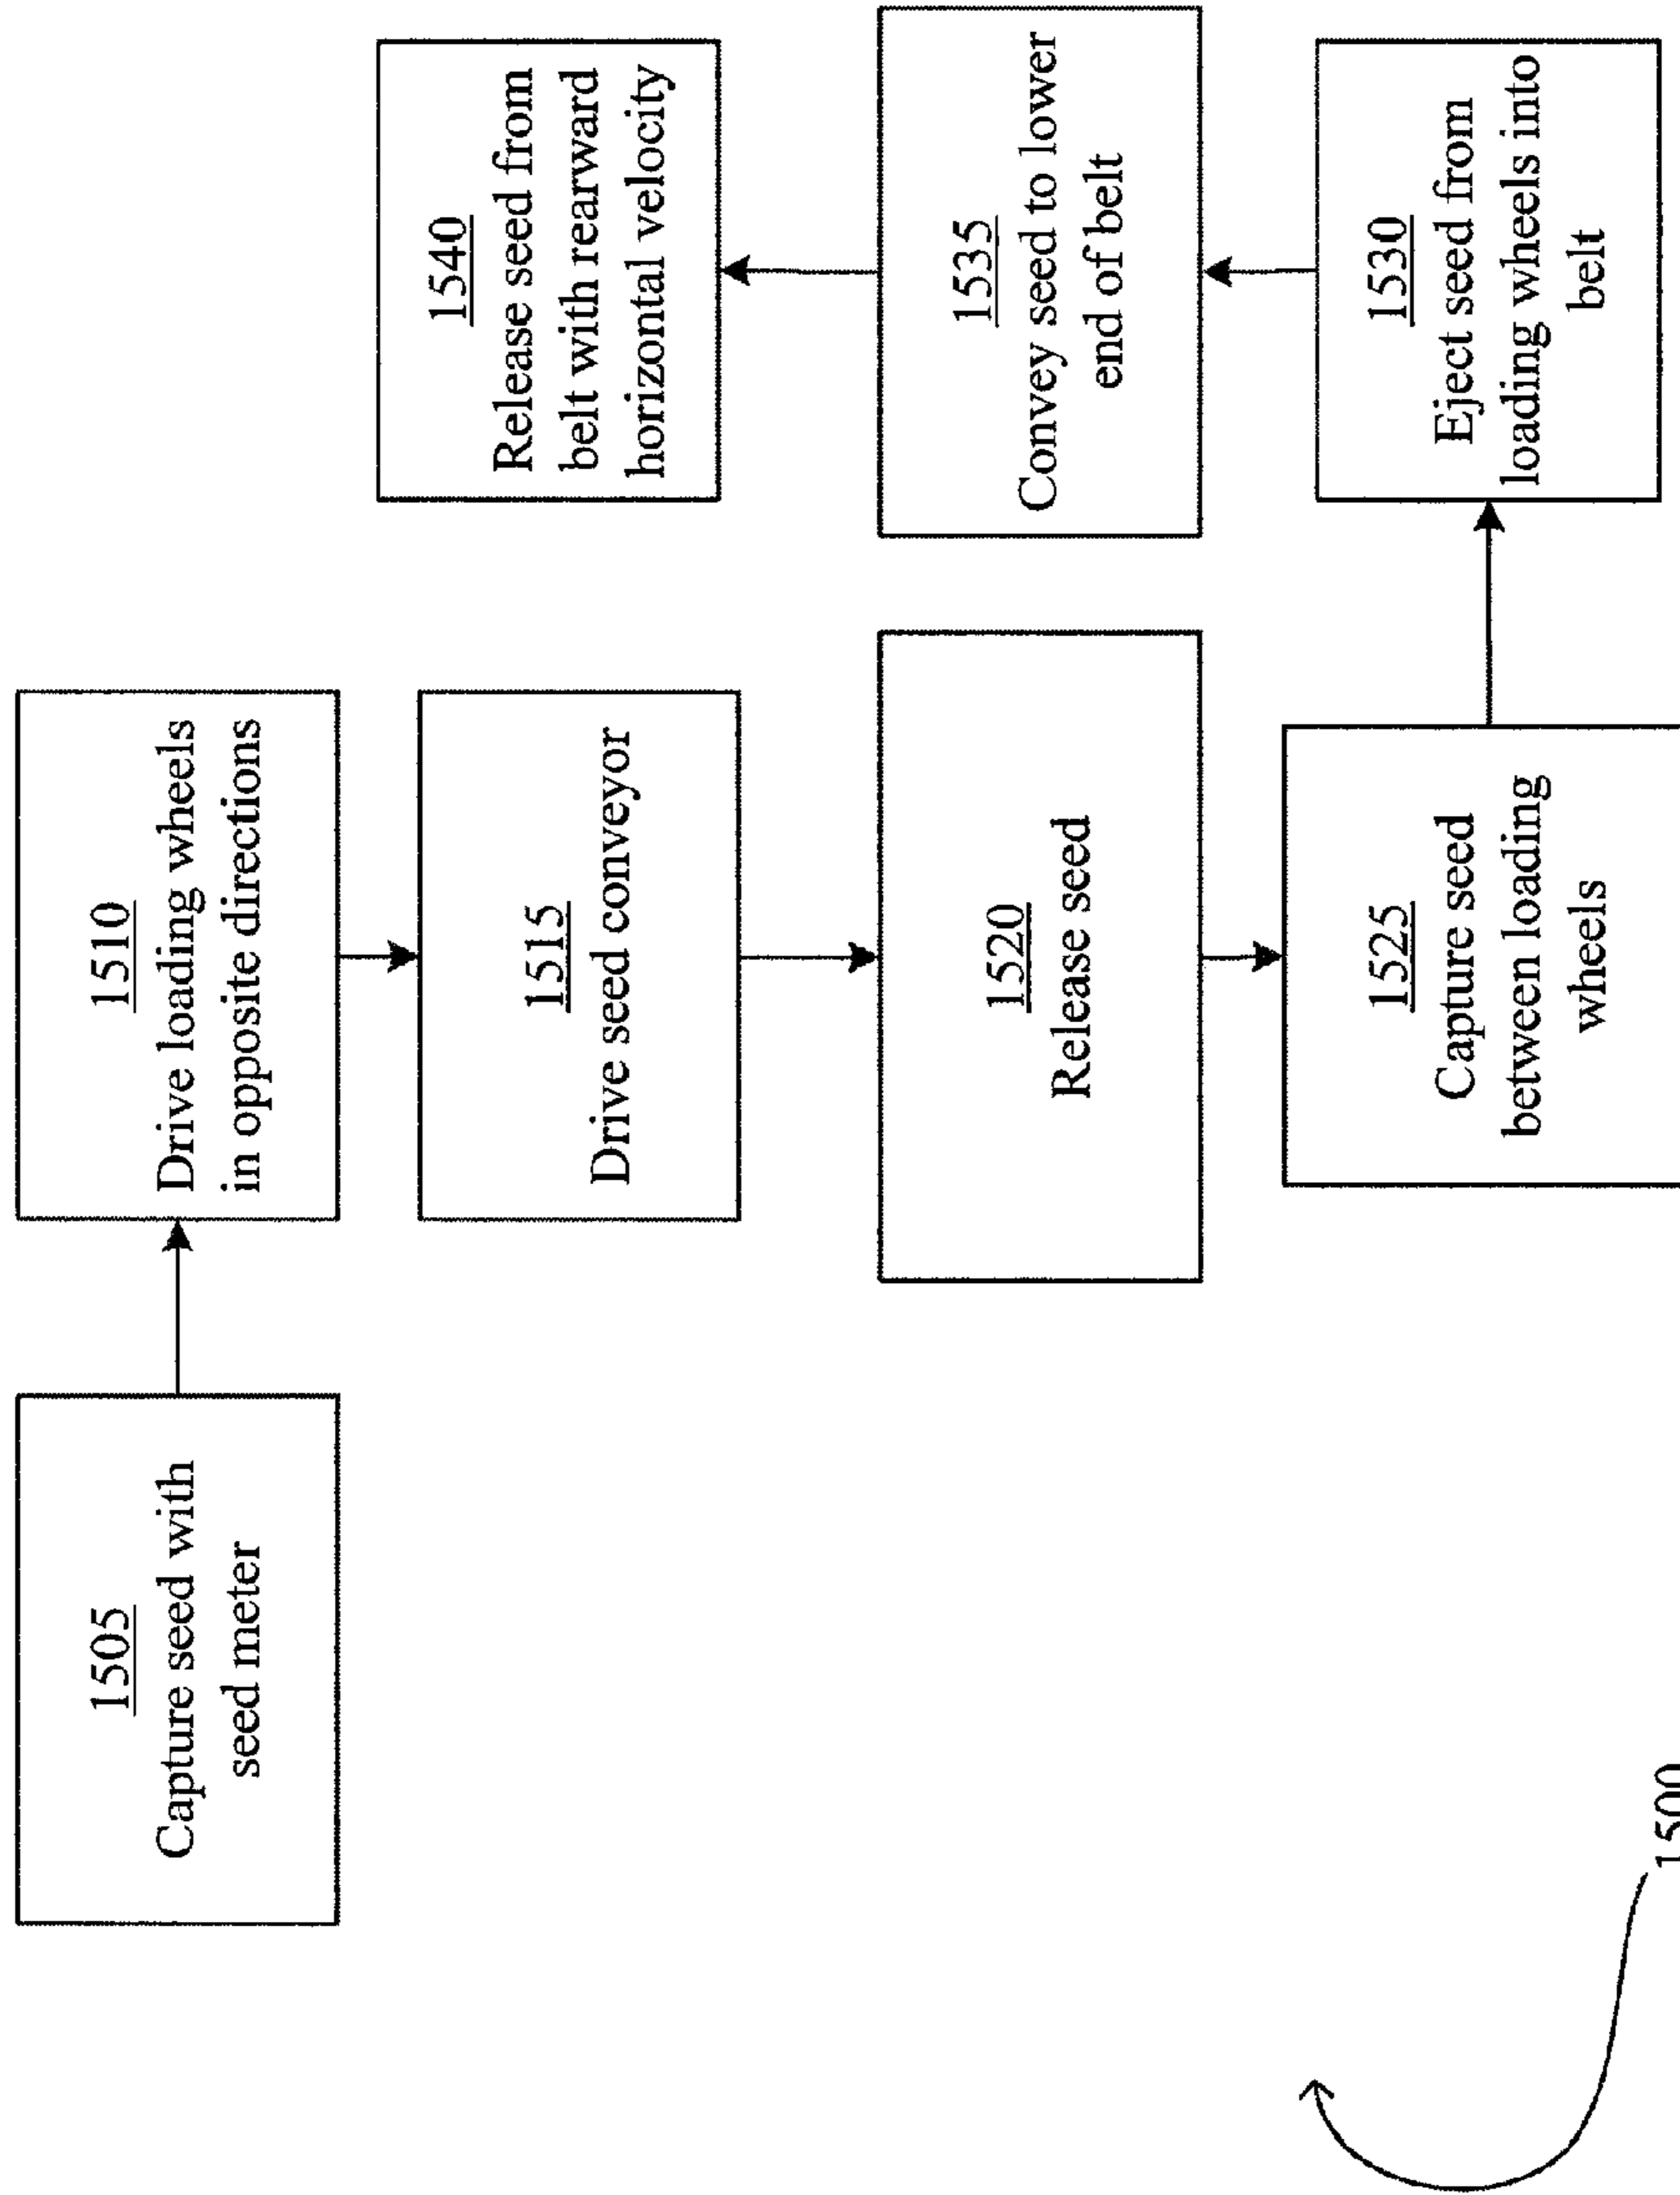 1505
Capture seed with
seed meter
1510
Drive loading wheels
in opposite directions
1515
Drive seed conveyor
1520
Release seed
1525
Capture seed
between loading
wheels
1530
Eject seed from
loading wheels into
belt
1535
Convey seed to lower
end of belt
1540
Release seed from
belt with rearward
horizontal velocity
1500